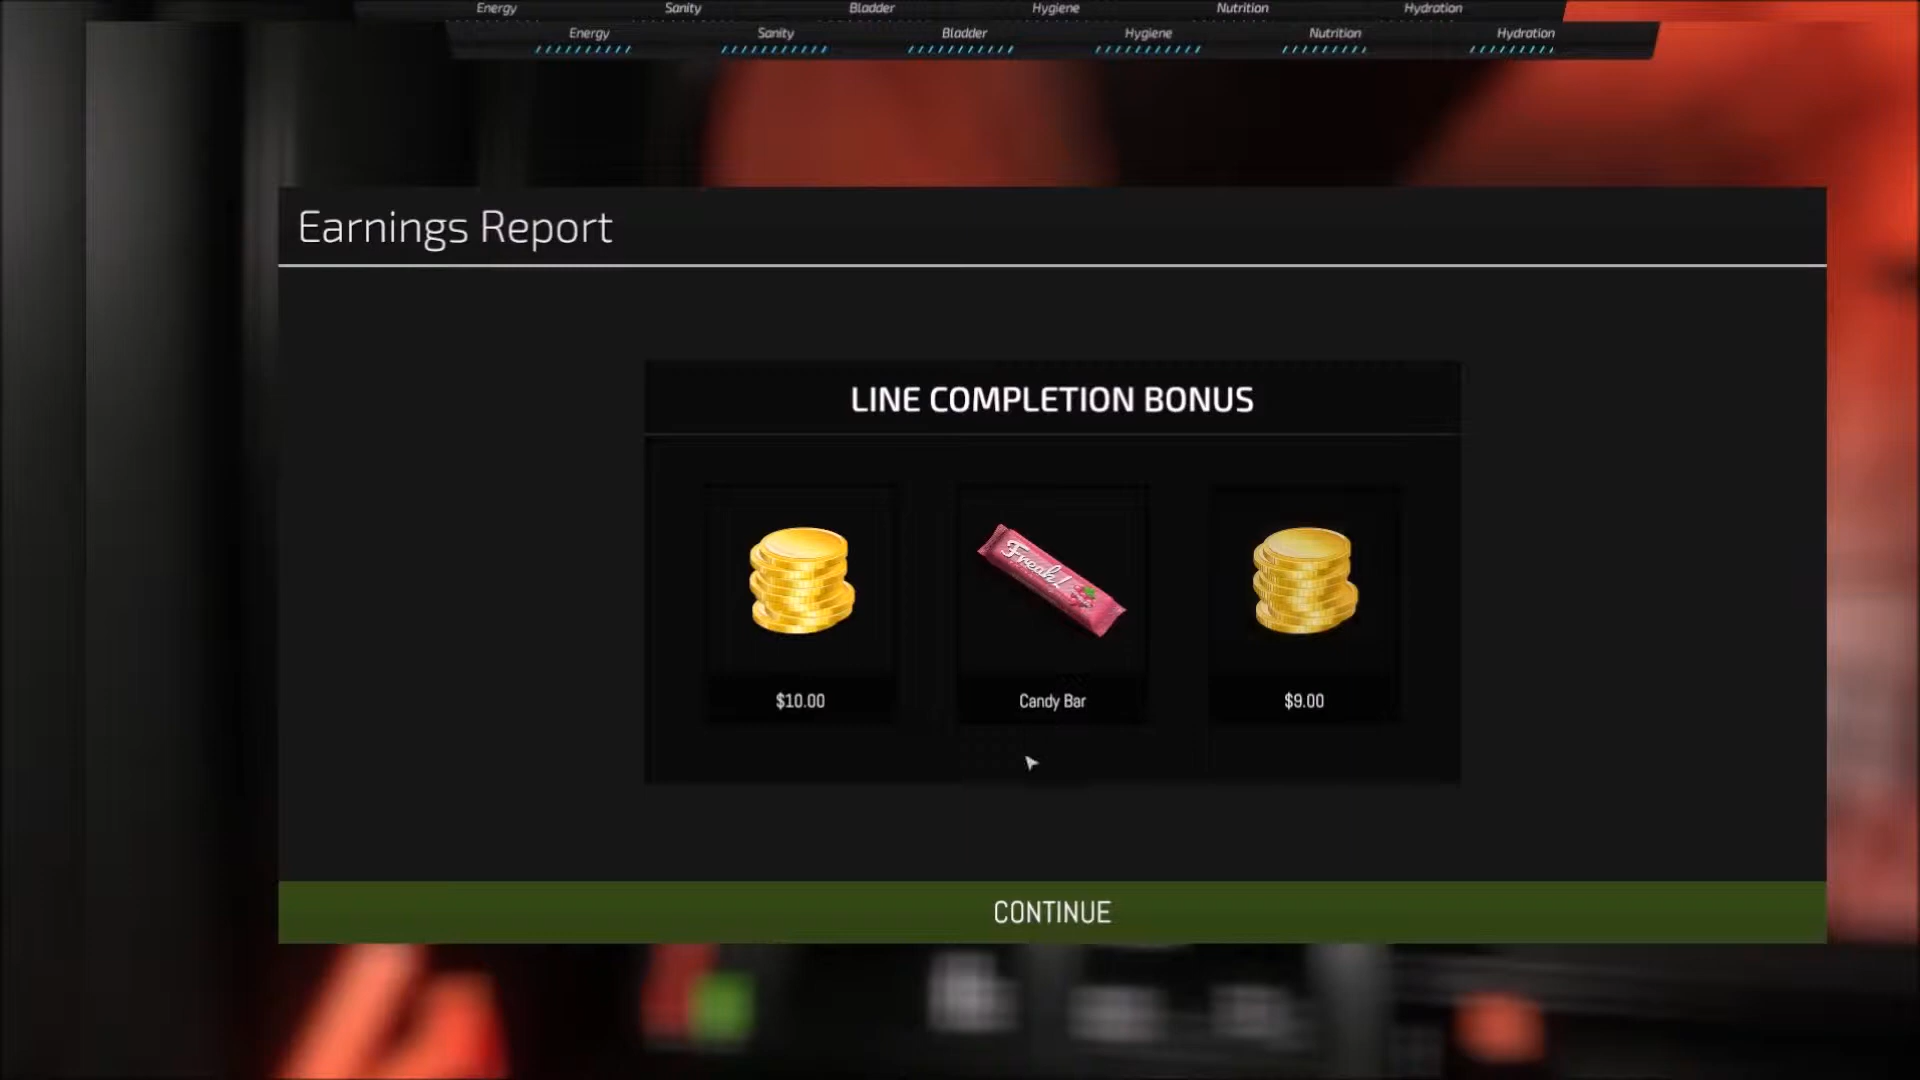 Energy Sanity Bladder Hygiene Nutrition Hydration
Energy Sanity Bladder Hygiene Nutrition Hydration
Earnings Report
LINE COMPLETION BONUS
Freah!
$10.00 Candy Bar $9.00
CONTINUE